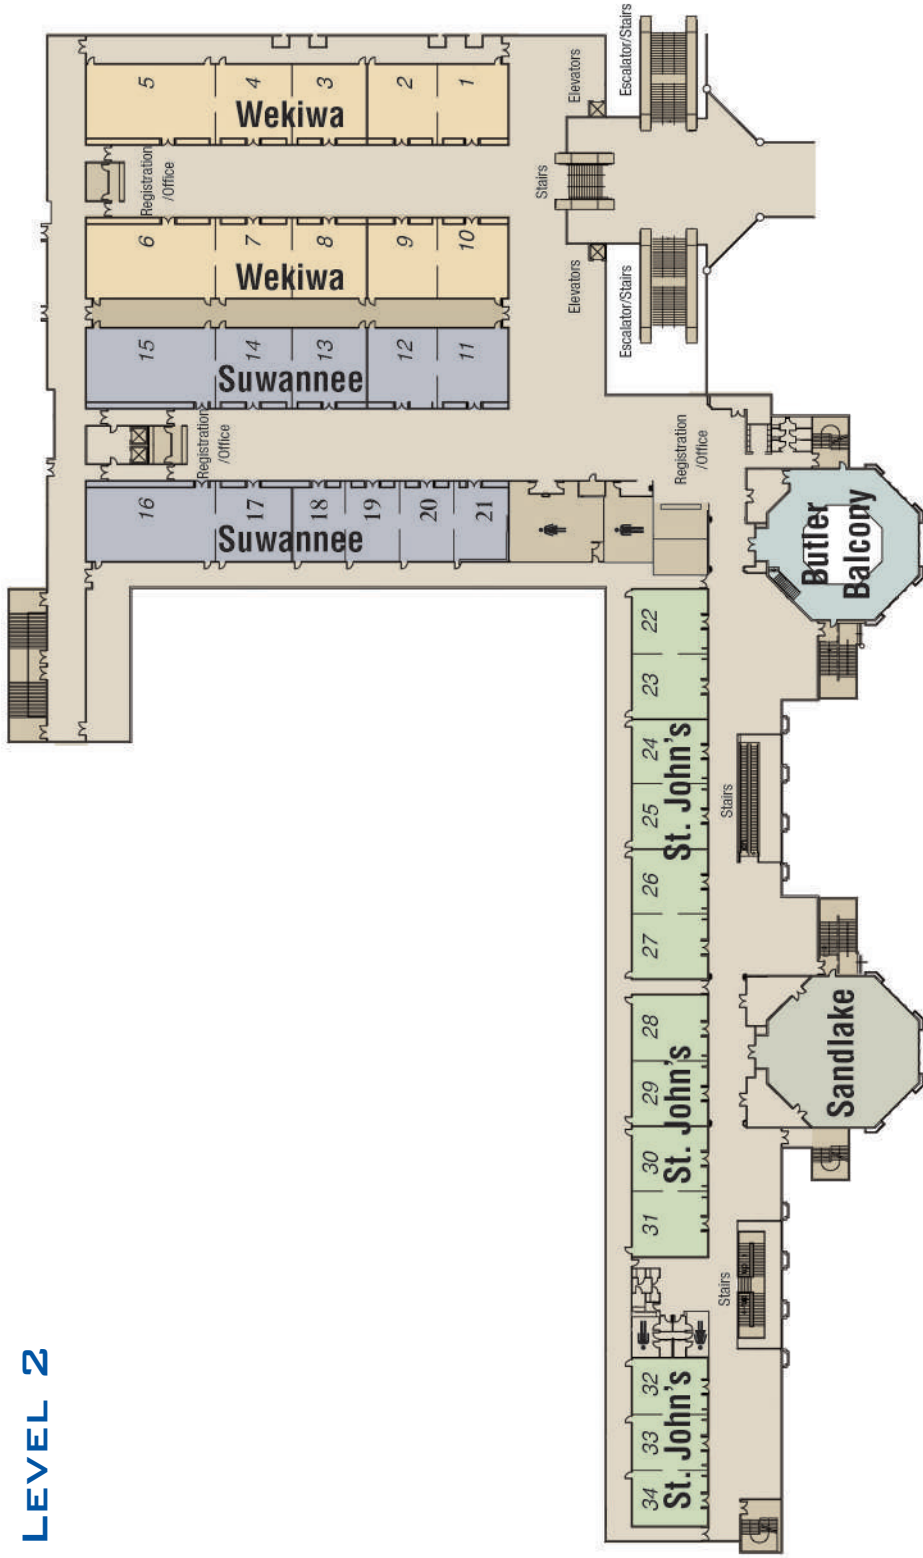 LEVEL 2
5
4
3
2
1
Wekiwa
Elevators
Escalator/Stairs
Registration
/Office
Stairs
6
7
8
9
10
Wekiwa
Elevators
Escalator/Stairs
15
14
13
12
11
Suwannee
Registration
/Office
Registration
/Office
16
17
18
19
20
21
Suwannee
Butler
Balcony
22
23
24
25
26
27
St. John's
Stairs
28
29
30
31
St. John's
Sandlake
Stairs
32
33
34
St. John's